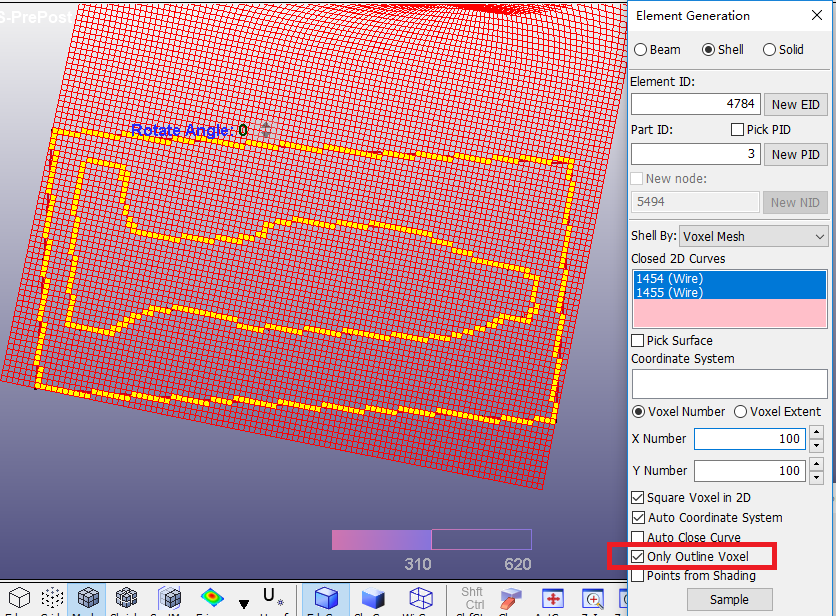 S-PrePost
Element Generation
Beam
Shell
Solid
Element ID:
4784
New EID
Part ID:
Pick PID
3
New PID
New node:
5494
New NID
Shell By:
Voxel Mesh
Closed 2D Curves
1454 (Wire)
1455 (Wire)
Pick Surface
Coordinate System
Voxel Number
Voxel Extent
X Number
100
Y Number
100
Square Voxel in 2D
Auto Coordinate System
Auto Close Curve
Only Outline Voxel
Points from Shading
Sample
Rotate Angle 0
310
620
Shft
Ctrl